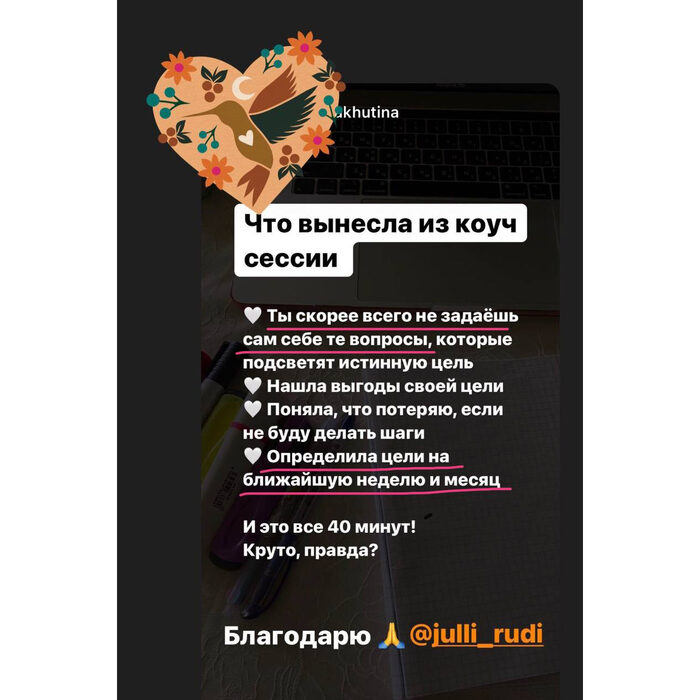 Что вынесла из коуч
сессии
🤍 Ты скорее всего не задаёшь
сам себе те вопросы, которые
подсветят истинную цель
🤍 Нашла выгоды своей цели
🤍 Поняла, что потеряю, если
не буду делать шаги
🤍 Определила цели на
ближайшую неделю и месяц
И это все 40 минут!
Круто, правда?
Благодарю 🙏 @julli_rudi